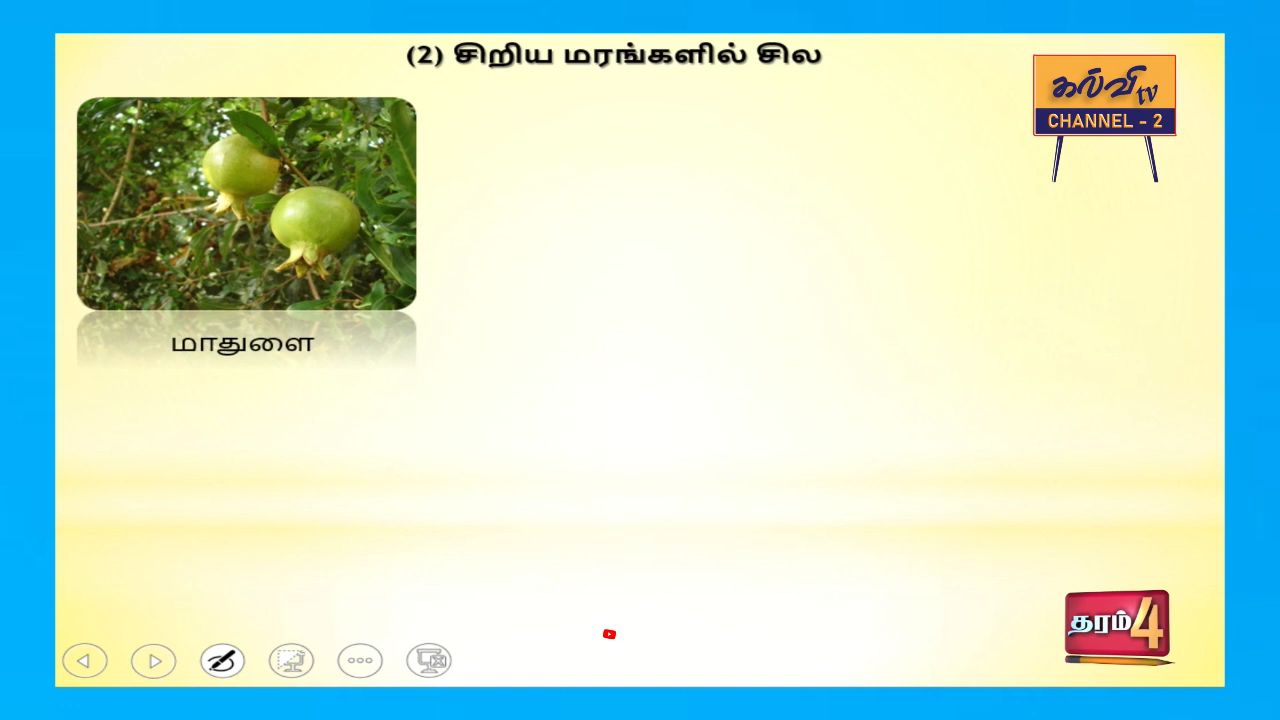 (2) சிறிய மரங்களில் சில
கல்வி tv
CHANNEL - 2
மாதுளை
தரம் 4